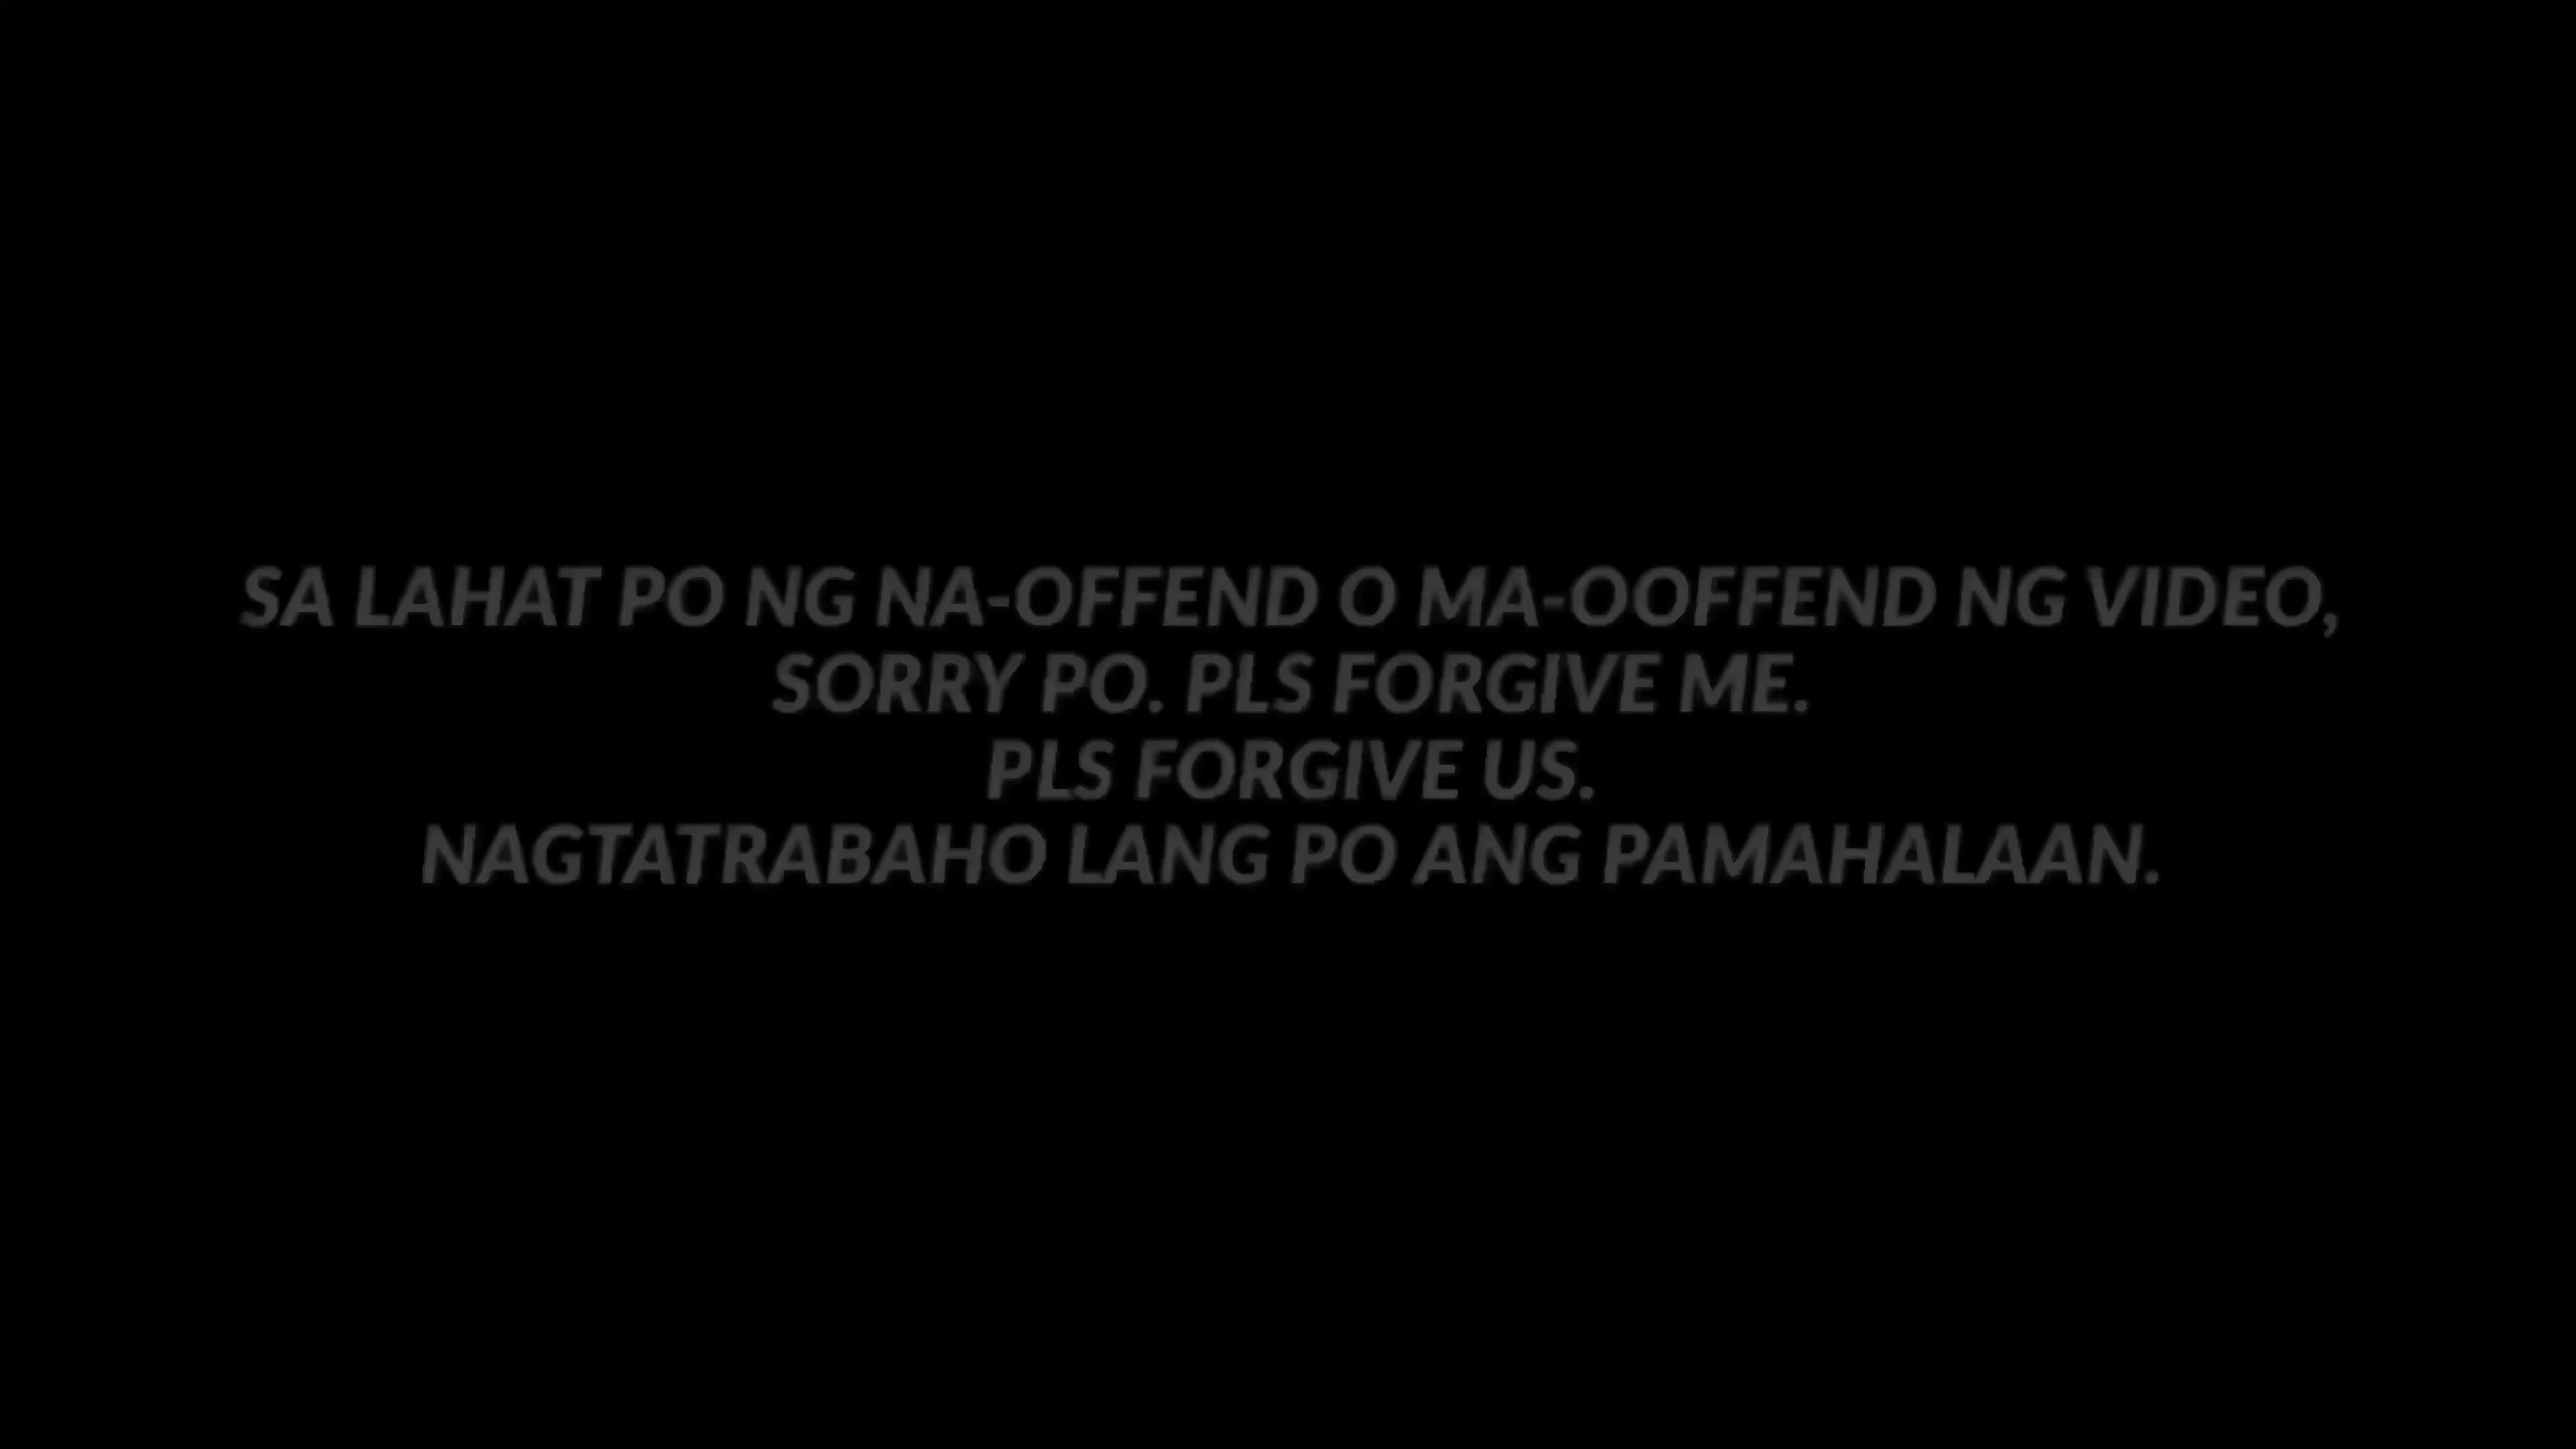 SA LAHAT PO NG NA-OFFEND O MA-OOFFEND NG VIDEO,
SORRY PO. PLS FORGIVE ME.
PLS FORGIVE US.
NAGTATRABAHO LANG PO ANG PAMAHALAAN.